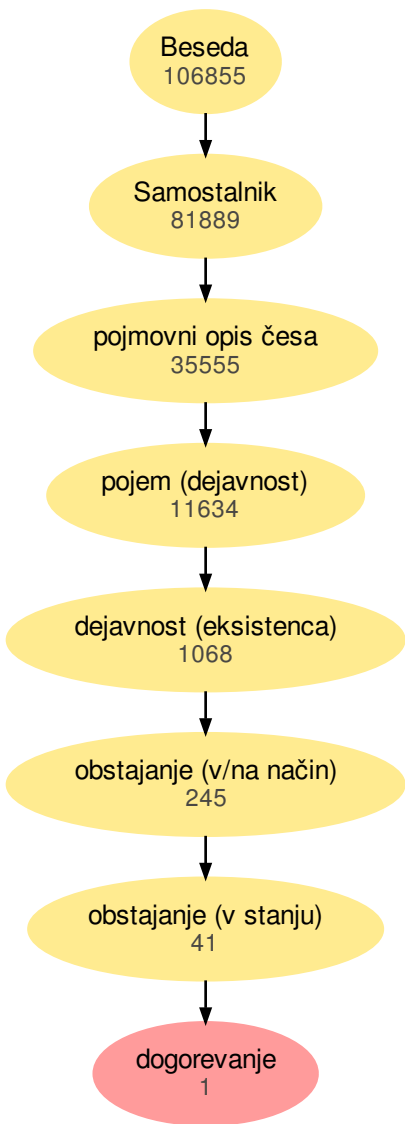 Beseda
106855
Samostalnik
81889
pojmovni opis česa
35555
pojem (dejavnost)
11634
dejavnost (eksistenca)
1068
obstajanje (v/na način)
245
obstajanje (v stanju)
41
dogorevanje
1